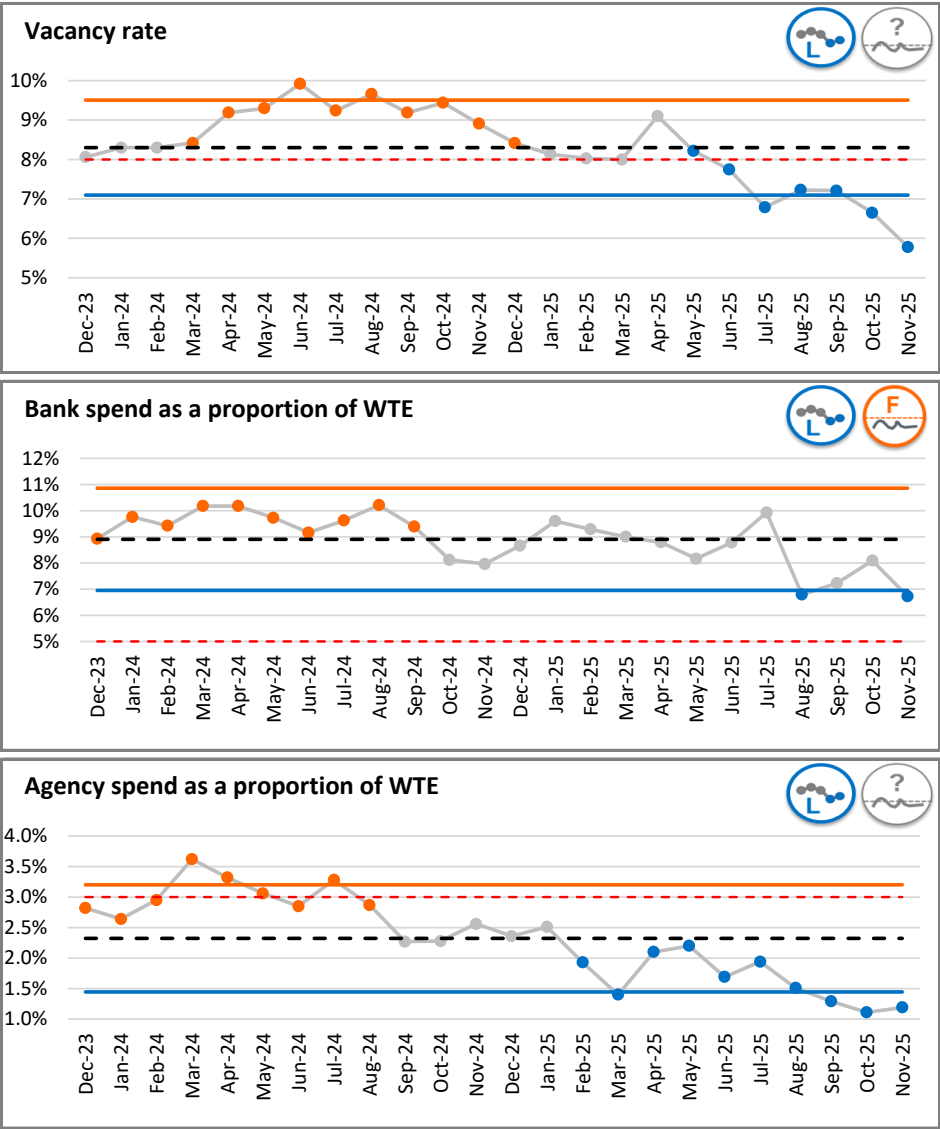 Vacancy rate
L
?
10%
9%
8%
7%
6%
5%
Dec-23 Jan-24 Feb-24 Mar-24 Apr-24 May-24 Jun-24 Jul-24 Aug-24 Sep-24 Oct-24 Nov-24 Dec-24 Jan-25 Feb-25 Mar-25 Apr-25 May-25 Jun-25 Jul-25 Aug-25 Sep-25 Oct-25 Nov-25
Bank spend as a proportion of WTE
L
F
12%
11%
10%
9%
8%
7%
6%
5%
Dec-23 Jan-24 Feb-24 Mar-24 Apr-24 May-24 Jun-24 Jul-24 Aug-24 Sep-24 Oct-24 Nov-24 Dec-24 Jan-25 Feb-25 Mar-25 Apr-25 May-25 Jun-25 Jul-25 Aug-25 Sep-25 Oct-25 Nov-25
Agency spend as a proportion of WTE
L
?
4.0%
3.5%
3.0%
2.5%
2.0%
1.5%
1.0%
Dec-23 Jan-24 Feb-24 Mar-24 Apr-24 May-24 Jun-24 Jul-24 Aug-24 Sep-24 Oct-24 Nov-24 Dec-24 Jan-25 Feb-25 Mar-25 Apr-25 May-25 Jun-25 Jul-25 Aug-25 Sep-25 Oct-25 Nov-25